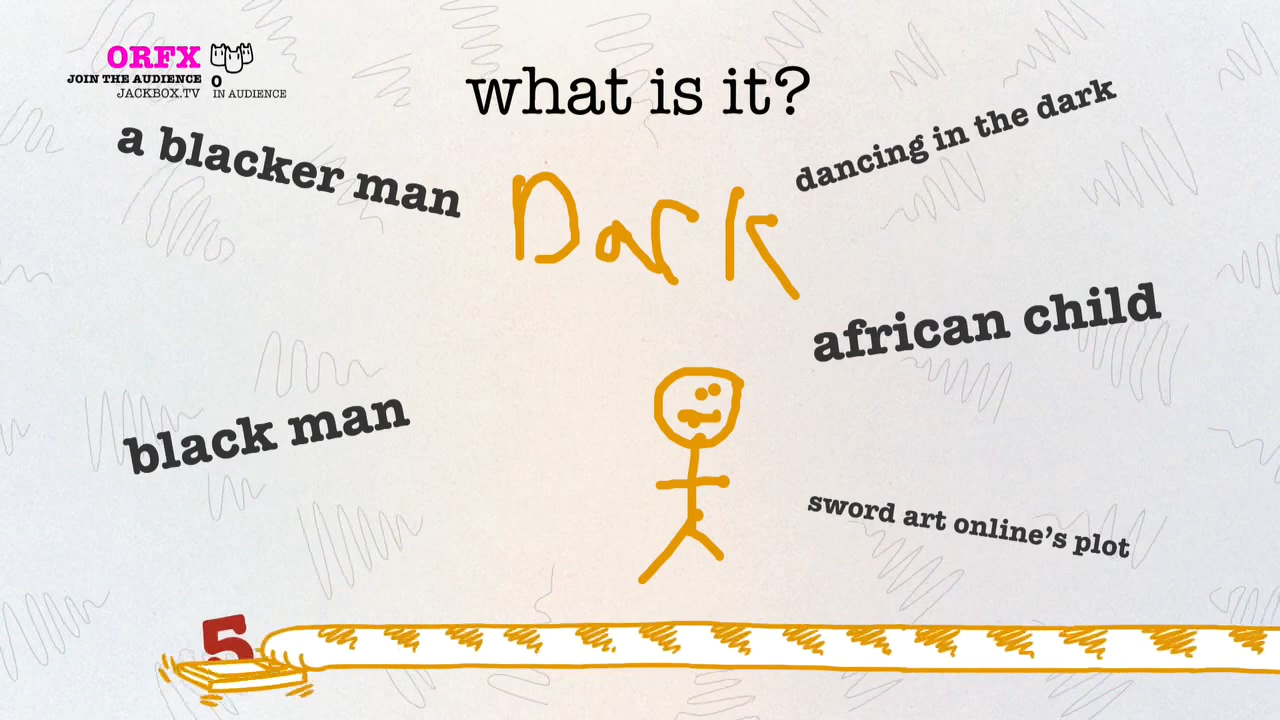 ORFX
JOIN THE AUDIENCE
JACKBOX.TV
0
IN AUDIENCE
what is it?
a blacker man
dancing in the dark
Dark
african child
black man
sword art online's plot
5